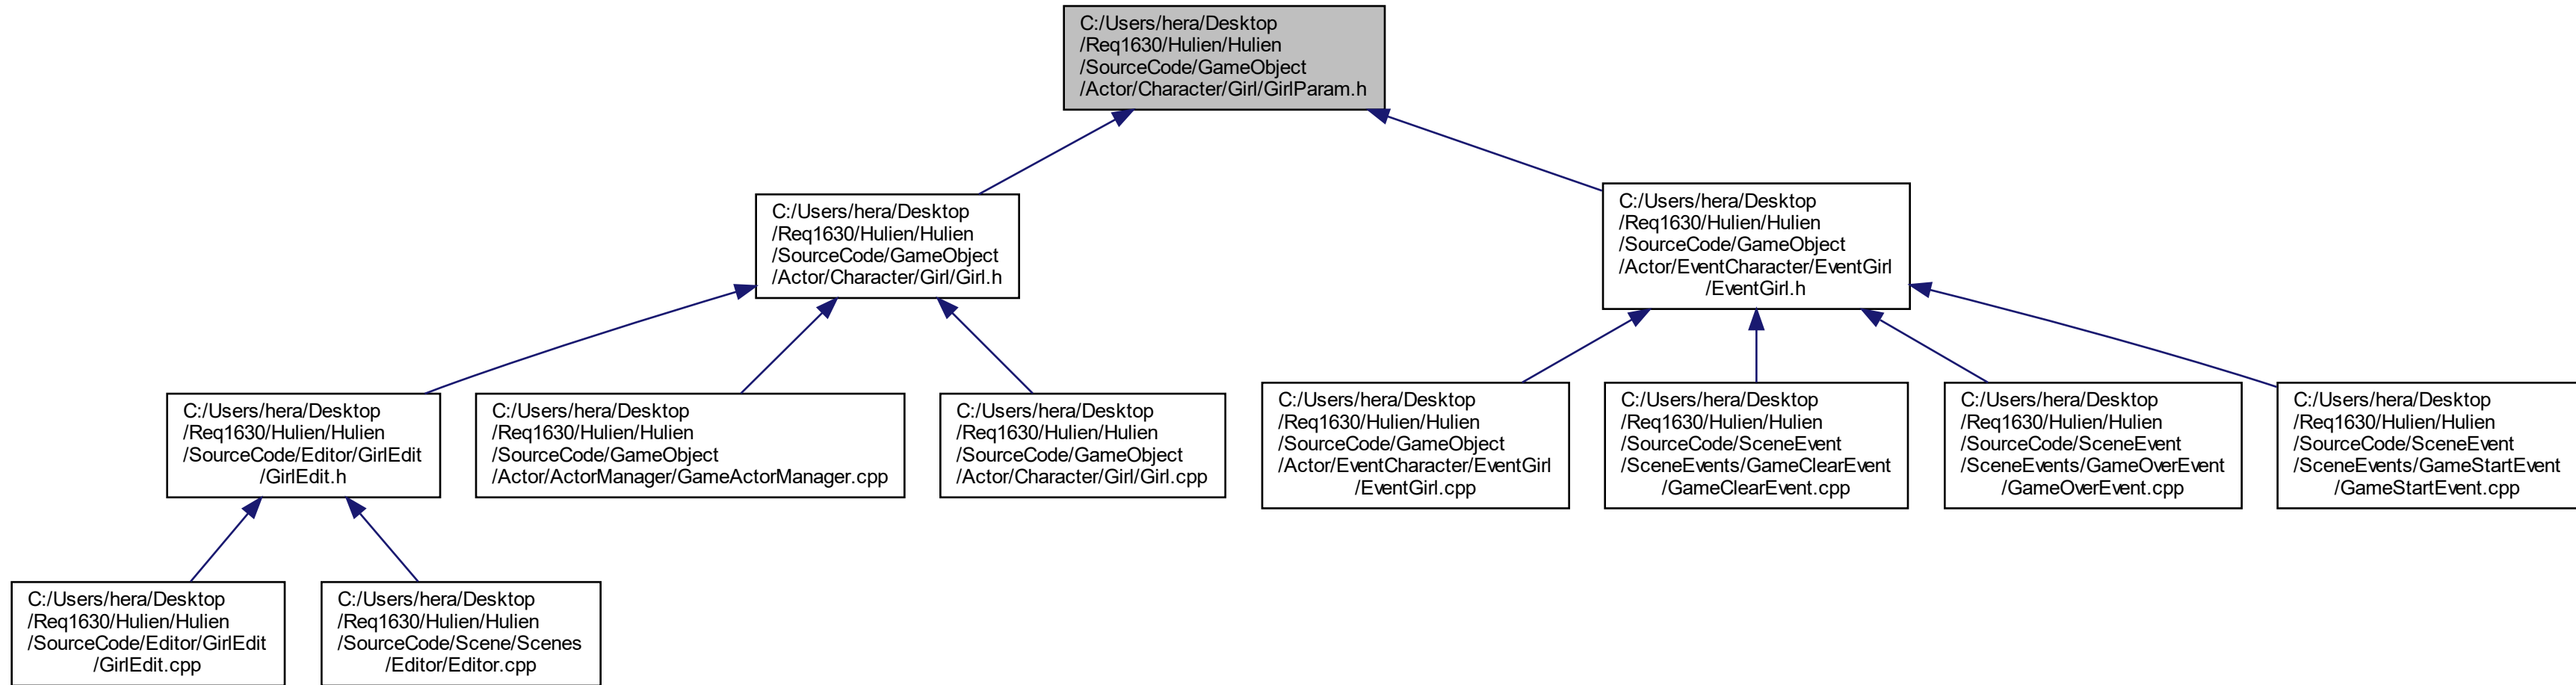 C:/Users/hera/Desktop
/Req1630/Hulien/Hulien
/SourceCode/GameObject
/Actor/Character/Girl/GirlParam.h
C:/Users/hera/Desktop
/Req1630/Hulien/Hulien
/SourceCode/GameObject
/Actor/Character/Girl/Girl.h
C:/Users/hera/Desktop
/Req1630/Hulien/Hulien
/SourceCode/GameObject
/Actor/EventCharacter/EventGirl
/EventGirl.h
C:/Users/hera/Desktop
/Req1630/Hulien/Hulien
/SourceCode/Editor/GirlEdit
/GirlEdit.h
C:/Users/hera/Desktop
/Req1630/Hulien/Hulien
/SourceCode/GameObject
/Actor/ActorManager/GameActorManager.cpp
C:/Users/hera/Desktop
/Req1630/Hulien/Hulien
/SourceCode/GameObject
/Actor/Character/Girl/Girl.cpp
C:/Users/hera/Desktop
/Req1630/Hulien/Hulien
/SourceCode/GameObject
/Actor/EventCharacter/EventGirl
/EventGirl.cpp
C:/Users/hera/Desktop
/Req1630/Hulien/Hulien
/SourceCode/SceneEvent
/SceneEvents/GameClearEvent
/GameClearEvent.cpp
C:/Users/hera/Desktop
/Req1630/Hulien/Hulien
/SourceCode/SceneEvent
/SceneEvents/GameOverEvent
/GameOverEvent.cpp
C:/Users/hera/Desktop
/Req1630/Hulien/Hulien
/SourceCode/SceneEvent
/SceneEvents/GameStartEvent
/GameStartEvent.cpp
C:/Users/hera/Desktop
/Req1630/Hulien/Hulien
/SourceCode/Editor/GirlEdit
/GirlEdit.cpp
C:/Users/hera/Desktop
/Req1630/Hulien/Hulien
/SourceCode/Scene/Scenes
/Editor/Editor.cpp